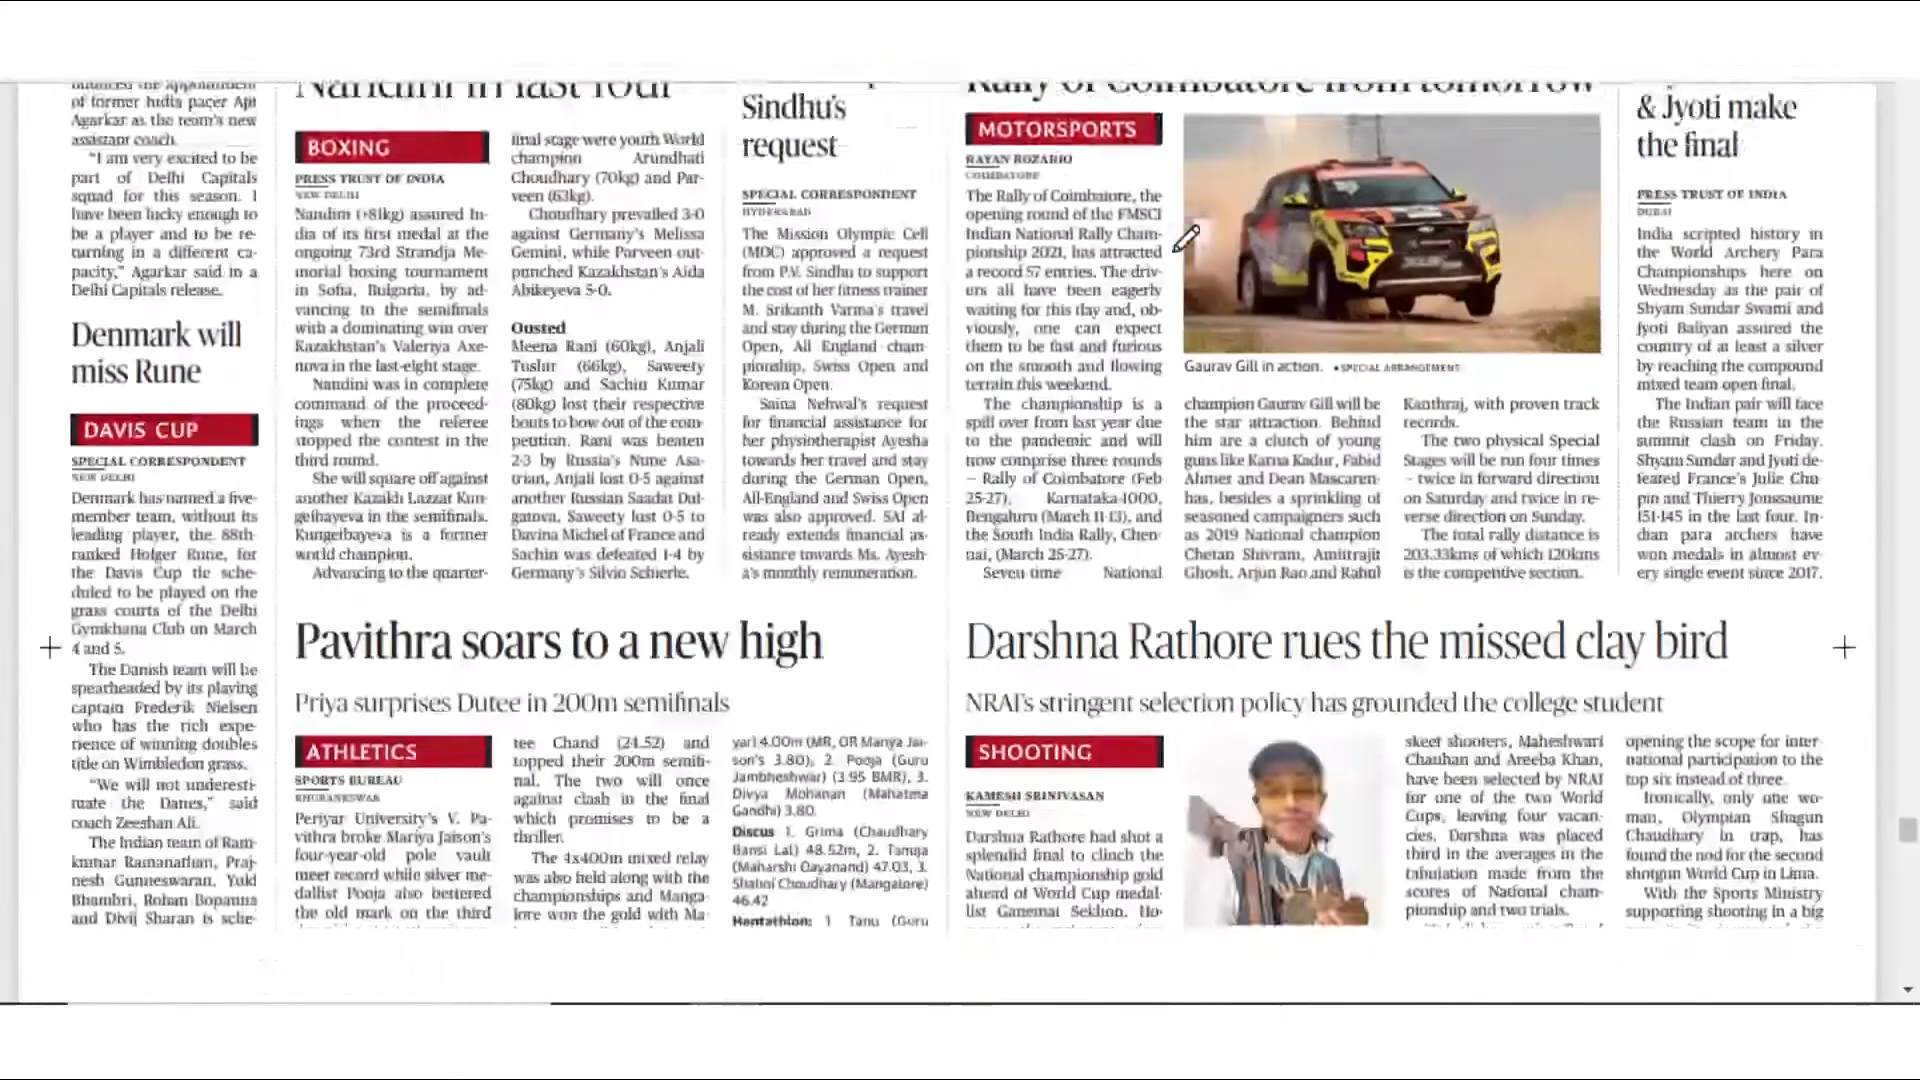 of former India pacer Ajit
Agarkar as the team's new
assistant coach.
"I am very excited to be
part of Delhi Capitals
squad for this season. I
have been lucky enough to
be a player and to be re-
turning in a different ca-
pacity," Agarkar said in a
Delhi Capitals release.
Denmark will
miss Rune
DAVIS CUP
SPECIAL CORRESPONDENT
NEW DELHI
Denmark has named a five-
member team, without its
leading player, the 88th-
ranked Holger Rune, for
the Davis Cup tie sche-
duled to be played on the
grass courts of the Delhi
Gymkhana Club on March
4 and 5.
The Danish team will be
spearheaded by its playing
captain Frederik Nielsen
who has the rich expe-
rience of winning doubles
title on Wimbledon grass.
"We will not underesti-
mate the Danes," said
coach Zeeshan Ali.
The Indian team of Ram-
kumar Ramanathan, Praj-
nesh Gunneswaran, Yuki
Bhambri, Rohan Bopanna
and Divij Sharan is sche-
Nandini in last four
BOXING
PRESS TRUST OF INDIA
NEW DELHI
Nandini (+81kg) assured In-
dia of its first medal at the
ongoing 73rd Strandja Me-
morial boxing tournament
in Sofia, Bulgaria, by ad-
vancing to the semifinals
with a dominating win over
Kazakhstan's Valeriya Axe-
nova in the last-eight stage.
Nandini was in complete
command of the proceed-
ings when the referee
stopped the contest in the
third round.
She will square off against
another Kazakh Lazzat Kun-
geibayeva in the semifinals.
Kungeibayeva is a former
world champion.
Advancing to the quarter-
final stage were youth World
champion Arundhati
Choudhary (70kg) and Par-
veen (63kg).
Choudhary prevailed 3-0
against Germany's Melissa
Gemini, while Parveen out-
punched Kazakhstan's Aida
Abikeyeva 5-0.
Ousted
Meena Rani (60kg), Anjali
Tushir (66kg), Saweety
(75kg) and Sachin Kumar
(80kg) lost their respective
bouts to bow out of the com-
petition. Rani was beaten
2-3 by Russia's Nune Asa-
trian, Anjali lost 0-5 against
another Russian Saadat Dal-
gatova, Saweety lost 0-5 to
Davina Michel of France and
Sachin was defeated 1-4 by
Germany's Silvio Schierle.
Sindhu's
request
SPECIAL CORRESPONDENT
HYDERABAD
The Mission Olympic Cell
(MOC) approved a request
from P.V. Sindhu to support
the cost of her fitness trainer
M. Srikanth Varma's travel
and stay during the German
Open, All England cham-
pionship, Swiss Open and
Korean Open.
Saina Nehwal's request
for financial assistance for
her physiotherapist Ayesha
towards her travel and stay
during the German Open,
All-England and Swiss Open
was also approved. SAI al-
ready extends financial as-
sistance towards Ms. Ayesh-
a's monthly remuneration.
Rally of Coimbatore from tomorrow
MOTORSPORTS
RAYAN ROZARIO
COIMBATORE
The Rally of Coimbatore, the
opening round of the FMSCI
Indian National Rally Cham-
pionship 2021, has attracted
a record 57 entries. The driv-
ers all have been eagerly
waiting for this day and, ob-
viously, one can expect
them to be fast and furious
on the smooth and flowing
terrain this weekend.
The championship is a
spill over from last year due
to the pandemic and will
now comprise three rounds
– Rally of Coimbatore (Feb
25-27), Karnataka-1000,
Bengaluru (March 11-13), and
the South India Rally, Chen-
nai, (March 25-27).
Seven time National
Gaurav Gill in action. •SPECIAL ARRANGEMENT
champion Gaurav Gill will be
the star attraction. Behind
him are a clutch of young
guns like Karna Kadur, Fabid
Ahmer and Dean Mascaren-
has, besides a sprinkling of
seasoned campaigners such
as 2019 National champion
Chetan Shivram, Amittrajit
Ghosh, Arjun Rao and Rahul
Kanthraj, with proven track
records.
The two physical Special
Stages will be run four times
– twice in forward direction
on Saturday and twice in re-
verse direction on Sunday.
The total rally distance is
203.33kms of which 120kms
is the competitive section.
& Jyoti make
the final
PRESS TRUST OF INDIA
DUBAI
India scripted history in
the World Archery Para
Championships here on
Wednesday as the pair of
Shyam Sundar Swami and
Jyoti Baliyan assured the
country of at least a silver
by reaching the compound
mixed team open final.
The Indian pair will face
the Russian team in the
summit clash on Friday.
Shyam Sundar and Jyoti de-
feated France's Julie Chu-
pin and Thierry Joussaume
151-145 in the last four. In-
dian para archers have
won medals in almost ev-
ery single event since 2017.
Pavithra soars to a new high
Priya surprises Dutee in 200m semifinals
ATHLETICS
SPORTS BUREAU
BHUBANESWAR
Periyar University's V. Pa-
vithra broke Mariya Jaison's
four-year-old pole vault
meet record while silver me-
dallist Pooja also bettered
the old mark on the third
tee Chand (24.52) and
topped their 200m semifi-
nal. The two will once
against clash in the final
which promises to be a
thriller.
The 4x400m mixed relay
was also held along with the
championships and Manga-
lore won the gold with Ma-
yar) 4.00m (MR, OR Mariya Jai-
son's 3.80), 2. Pooja (Guru
Jambheshwar) (3.95 BMR), 3.
Divya Mohanan (Mahatma
Gandhi) 3.80.
Discus 1. Grima (Chaudhary
Bansi Lal) 48.52m, 2. Tanuja
(Maharshi Dayanand) 47.03, 3.
Shalini Choudhary (Mangalore)
46.42
Heptathlon: 1 Tanu (Guru
Darshna Rathore rues the missed clay bird
NRAI's stringent selection policy has grounded the college student
SHOOTING
KAMESH SRINIVASAN
NEW DELHI
Darshna Rathore had shot a
splendid final to clinch the
National championship gold
ahead of World Cup medal-
list Ganemat Sekhon. Ho-
skeet shooters, Maheshwari
Chauhan and Areeba Khan,
have been selected by NRAI
for one of the two World
Cups, leaving four vacan-
cies. Darshna was placed
third in the averages in the
tabulation made from the
scores of National cham-
pionship and two trials.
opening the scope for inter-
national participation to the
top six instead of three.
Ironically, only one wo-
man, Olympian Shagun
Chaudhary in trap, has
found the nod for the second
shotgun World Cup in Lima.
With the Sports Ministry
supporting shooting in a big